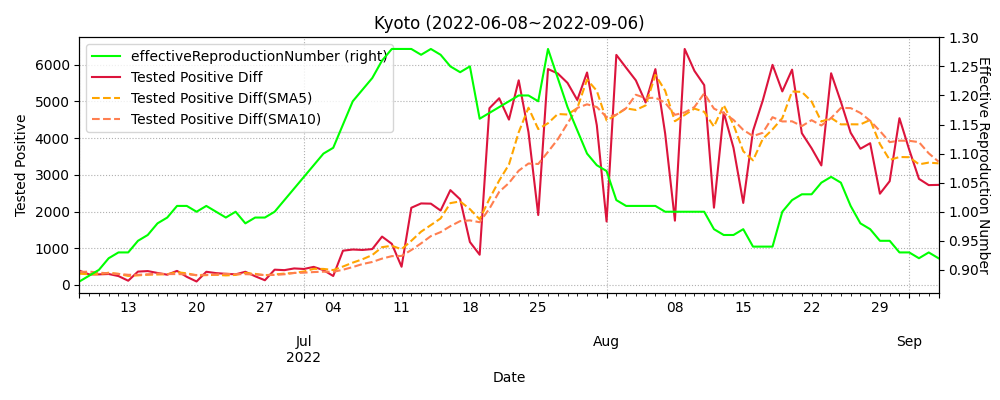 Kyoto (2022-06-08~2022-09-06)
effectiveReproductionNumber (right)
Tested Positive Diff
Tested Positive Diff(SMA5)
Tested Positive Diff(SMA10)
Tested Positive
6000
5000
4000
3000
2000
1000
0
1.30
1.25
1.20
1.15
1.10
1.05
1.00
0.95
0.90
Effective Reproduction Number
13 20 27 04 11 18 25 08 15 22 29
Jul Aug Sep
2022
Date